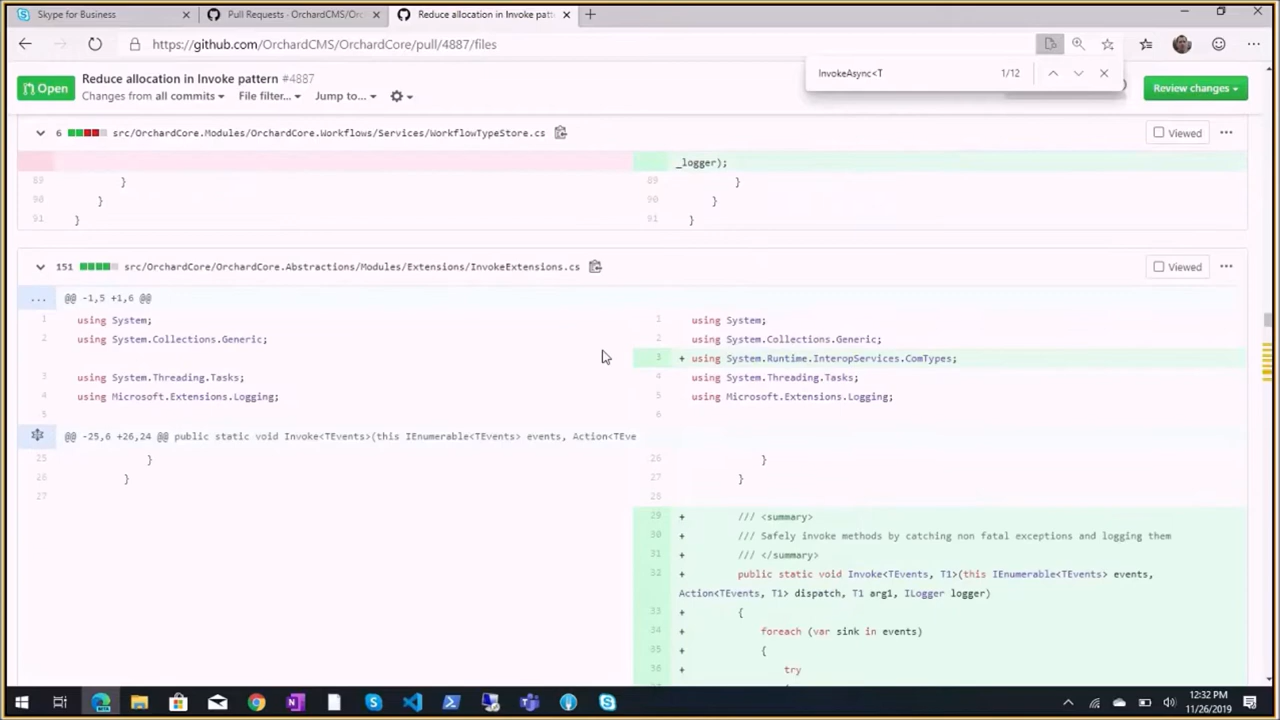 Skype for Business
Pull Requests · OrchardCMS/Orc
Reduce allocation in Invoke patt
https://github.com/OrchardCMS/OrchardCore/pull/4887/files
InvokeAsync<T
1/12
Open
Reduce allocation in Invoke pattern #4887
Changes from all commits
File filter...
Jump to...
Review changes
6 src/OrchardCore.Modules/OrchardCore.Workflows/Services/WorkflowTypeStore.cs
Viewed
_logger);
89 } 89 }
90 } 90 }
91 } 91 }
151 src/OrchardCore/OrchardCore.Abstractions/Modules/Extensions/InvokeExtensions.cs
Viewed
... @@ -1,5 +1,6 @@
1 using System; 1 using System;
2 using System.Collections.Generic; 2 using System.Collections.Generic;
3 + using System.Runtime.InteropServices.ComTypes;
3 using System.Threading.Tasks; 4 using System.Threading.Tasks;
4 using Microsoft.Extensions.Logging; 5 using Microsoft.Extensions.Logging;
5 6
@@ -25,6 +26,24 @@ public static void Invoke<TEvents>(this IEnumerable<TEvents> events, Action<TEve
25 } 26 }
26 } 27 }
27 28
29 + /// <summary>
30 + /// Safely invoke methods by catching non fatal exceptions and logging them
31 + /// </summary>
32 + public static void Invoke<TEvents, T1>(this IEnumerable<TEvents> events,
Action<TEvents, T1> dispatch, T1 arg1, ILogger logger)
33 + {
34 + foreach (var sink in events)
35 + {
36 + try
12:32 PM
11/26/2019